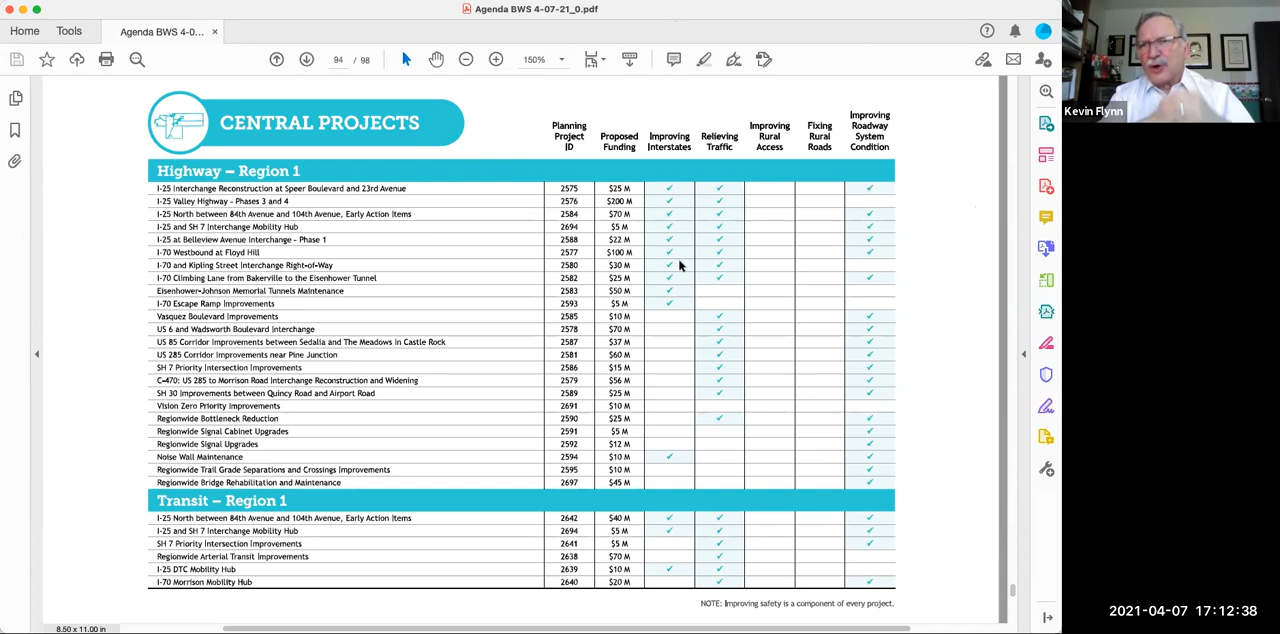 Agenda BWS 4-07-21_0.pdf
Home Tools Agenda BWS 4-0... ×
94 / 98 150%
Kevin Flynn
CENTRAL PROJECTS
Planning Project ID
Proposed Funding
Improving Interstates
Relieving Traffic
Improving Rural Access
Fixing Rural Roads
Improving Roadway System Condition
Highway – Region 1
I-25 Interchange Reconstruction at Speer Boulevard and 23rd Avenue 2575 $25 M ✓ ✓ ✓
I-25 Valley Highway - Phases 3 and 4 2576 $200 M ✓ ✓
I-25 North between 84th Avenue and 104th Avenue, Early Action Items 2584 $70 M ✓ ✓ ✓
I-25 and SH 7 Interchange Mobility Hub 2694 $5 M ✓ ✓ ✓
I-25 at Belleview Avenue Interchange - Phase 1 2588 $22 M ✓ ✓ ✓
I-70 Westbound at Floyd Hill 2577 $100 M ✓ ✓ ✓
I-70 and Kipling Street Interchange Right-of-Way 2580 $30 M ✓ ✓
I-70 Climbing Lane from Bakerville to the Eisenhower Tunnel 2582 $25 M ✓ ✓ ✓
Eisenhower-Johnson Memorial Tunnels Maintenance 2583 $50 M ✓
I-70 Escape Ramp Improvements 2593 $5 M ✓
Vasquez Boulevard Improvements 2585 $10 M ✓ ✓
US 6 and Wadsworth Boulevard Interchange 2578 $70 M ✓ ✓
US 85 Corridor Improvements between Sedalia and The Meadows in Castle Rock 2587 $37 M ✓ ✓
US 285 Corridor Improvements near Pine Junction 2581 $60 M ✓ ✓
SH 7 Priority Intersection Improvements 2586 $15 M ✓ ✓
C-470: US 285 to Morrison Road Interchange Reconstruction and Widening 2579 $56 M ✓ ✓
SH 30 Improvements between Quincy Road and Airport Road 2589 $25 M ✓ ✓
Vision Zero Priority Improvements 2691 $10 M
Regionwide Bottleneck Reduction 2590 $25 M ✓ ✓
Regionwide Signal Cabinet Upgrades 2591 $5 M ✓
Regionwide Signal Upgrades 2592 $12 M ✓
Noise Wall Maintenance 2594 $10 M ✓ ✓
Regionwide Trail Grade Separations and Crossings Improvements 2595 $10 M ✓
Regionwide Bridge Rehabilitation and Maintenance 2697 $45 M ✓
Transit – Region 1
I-25 North between 84th Avenue and 104th Avenue, Early Action Items 2642 $40 M ✓ ✓ ✓
I-25 and SH 7 Interchange Mobility Hub 2694 $5 M ✓ ✓ ✓
SH 7 Priority Intersection Improvements 2641 $5 M ✓ ✓
Regionwide Arterial Transit Improvements 2638 $70 M ✓
I-25 DTC Mobility Hub 2639 $10 M ✓ ✓
I-70 Morrison Mobility Hub 2640 $20 M ✓ ✓
NOTE: Improving safety is a component of every project.
8.50 x 11.00 in
2021-04-07 17:12:38